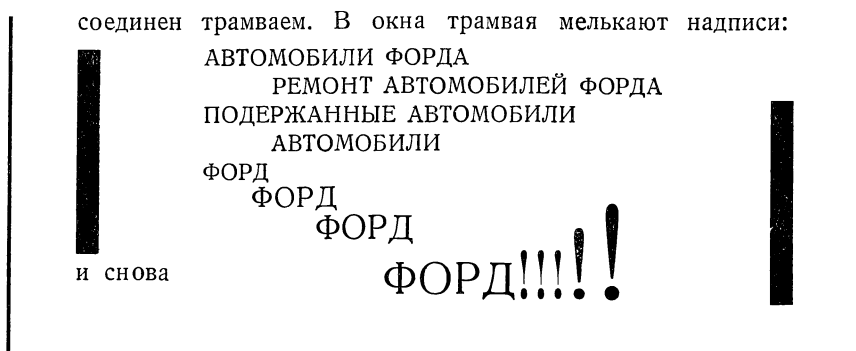 соединен трамваем. В окна трамвая мелькают надписи:
АВТОМОБИЛИ ФОРДА
РЕМОНТ АВТОМОБИЛЕЙ ФОРДА
ПОДЕРЖАННЫЕ АВТОМОБИЛИ
АВТОМОБИЛИ
ФОРД
ФОРД
ФОРД
и снова ФОРД!!!!!